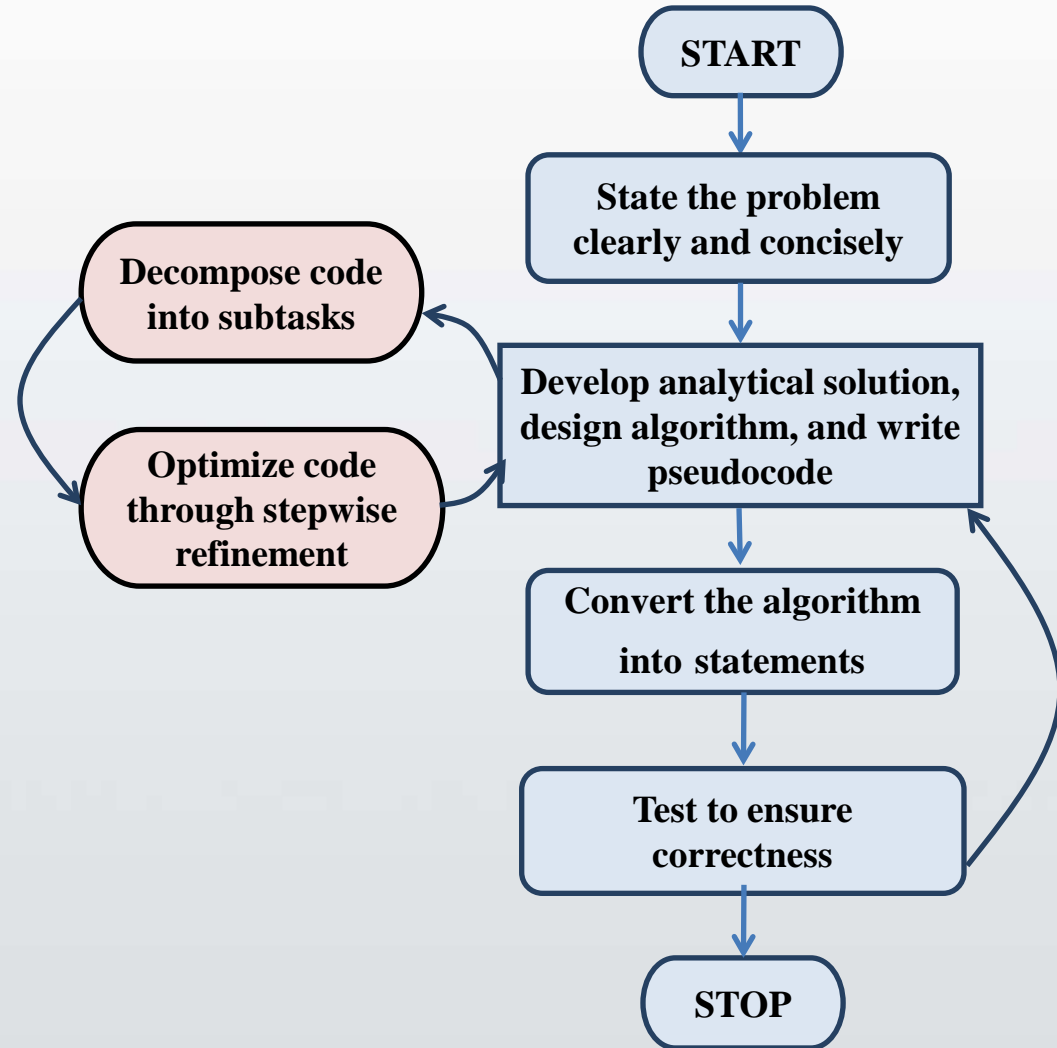 START
State the problem
clearly and concisely
Decompose code
into subtasks
Develop analytical solution,
design algorithm, and write
pseudocode
Optimize code
through stepwise
refinement
Convert the algorithm
into statements
Test to ensure
correctness
STOP